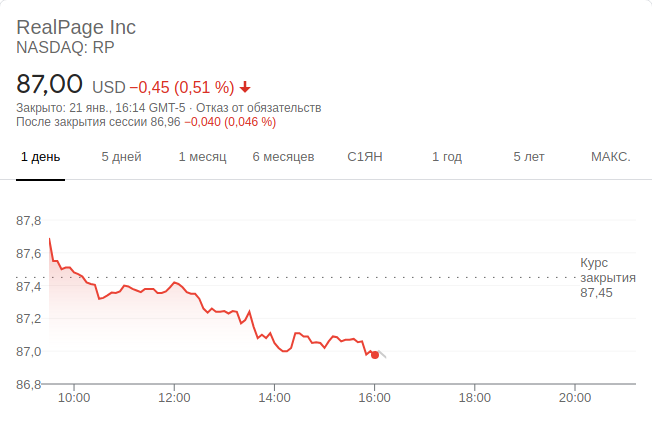 RealPage Inc
NASDAQ: RP
87,00 USD −0,45 (0,51 %)
Закрыто: 21 янв., 16:14 GMT-5 · Отказ от обязательств
После закрытия сессии 86,96 −0,040 (0,046 %)
1 день 5 дней 1 месяц 6 месяцев С1ЯН 1 год 5 лет МАКС.
87,8
87,6
Курс
закрытия
87,45
87,4
87,2
87,0
86,8
10:00 12:00 14:00 16:00 18:00 20:00